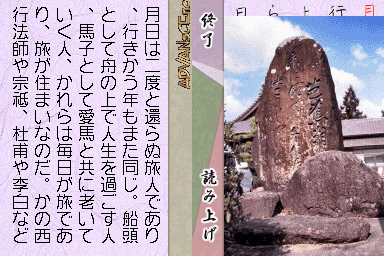 月日は二度と還らぬ旅人であり
、行きかう年もまた同じ。船頭
として舟の上で人生を過ごす人
、馬子として愛馬と共に老いて
いく人、かれらは毎日が旅であ
り、旅が住まいなのだ。かの西
行法師や宗祗、杜甫や李白など
終了
読み上げ
芭蕉